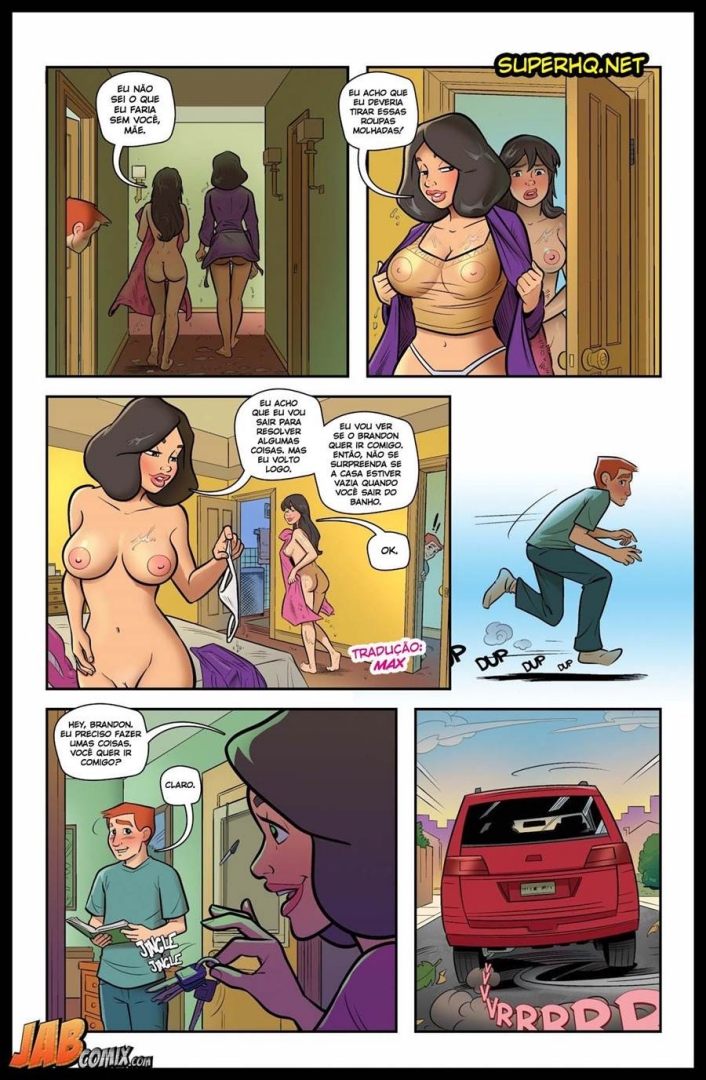 SUPERHQ.NET
EU NÃO
SEI O QUE
EU FARIA
SEM VOCÊ,
MÃE.
EU ACHO QUE
EU DEVERIA
TIRAR ESSAS
ROUPAS
MOLHADAS!
EU ACHO
QUE EU VOU
SAIR PARA
RESOLVER
ALGUMAS
COISAS. MAS
EU VOLTO
LOGO.
EU VOU VER
SE O BRANDON
QUER IR COMIGO.
ENTÃO, NÃO SE
SURPREENDA SE
A CASA ESTIVER
VAZIA QUANDO
VOCÊ SAIR DO
BANHO.
!!
OK.
TRADUÇÃO:
MAX
DUP
DUP
DUP
DUP
HEY, BRANDON.
EU PRECISO FAZER
UMAS COISAS.
VOCÊ QUER IR
COMIGO?
CLARO.
JINGLE
JINGLE
VVVVRRRRRD
JABCOMIX.COM